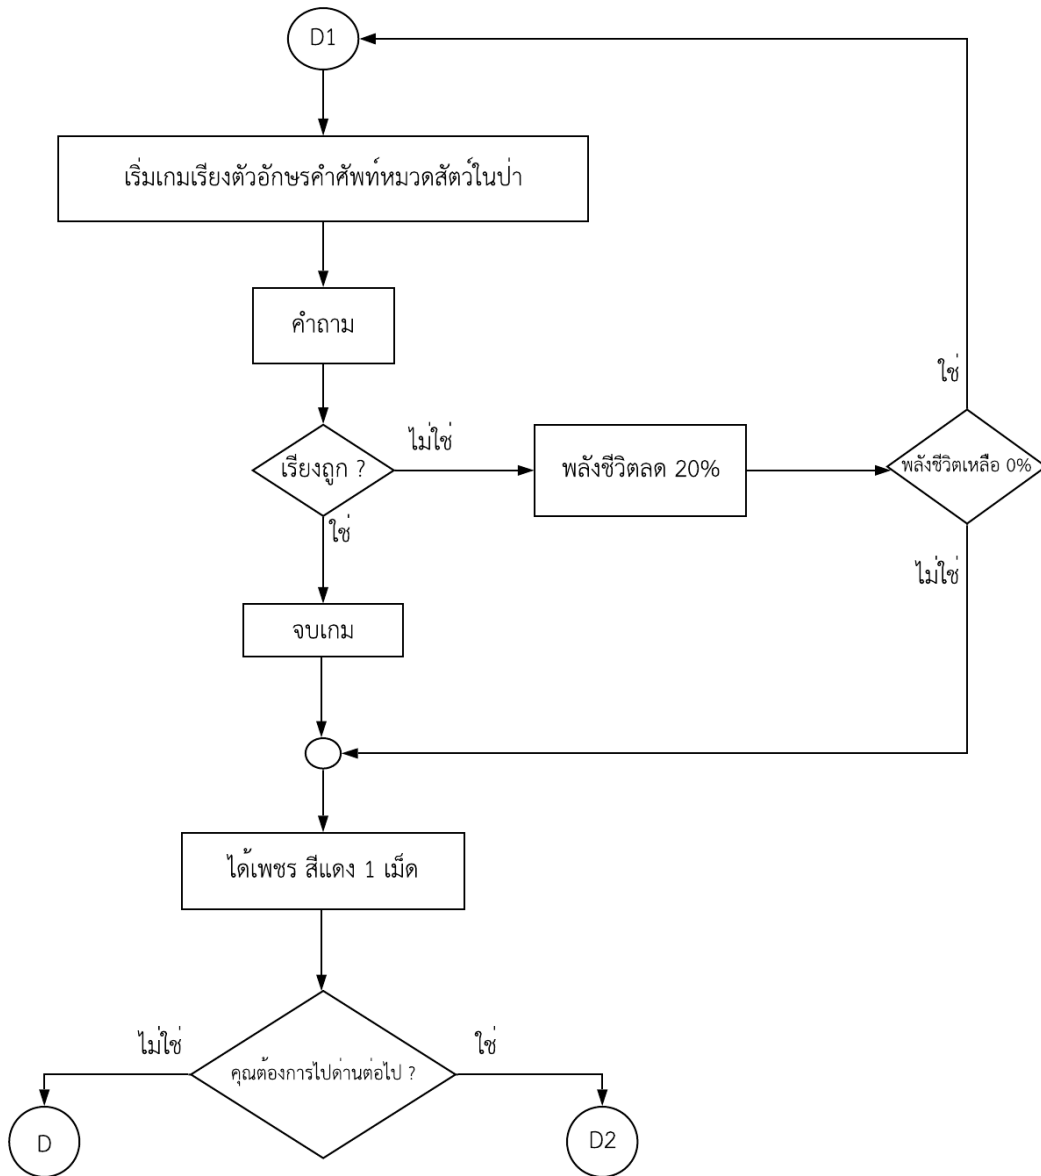 D1
เริ่มเกมเรียงตัวอักษรคำศัพท์หมวดสัตว์ในป่า
คำถาม
เรียงถูก ?
ไม่ใช่
พลังชีวิตลด 20%
พลังชีวิตเหลือ 0%
ใช่
ใช่
ไม่ใช่
จบเกม
ได้เพชร สีแดง 1 เม็ด
คุณต้องการไปด่านต่อไป ?
ไม่ใช่
ใช่
D
D2